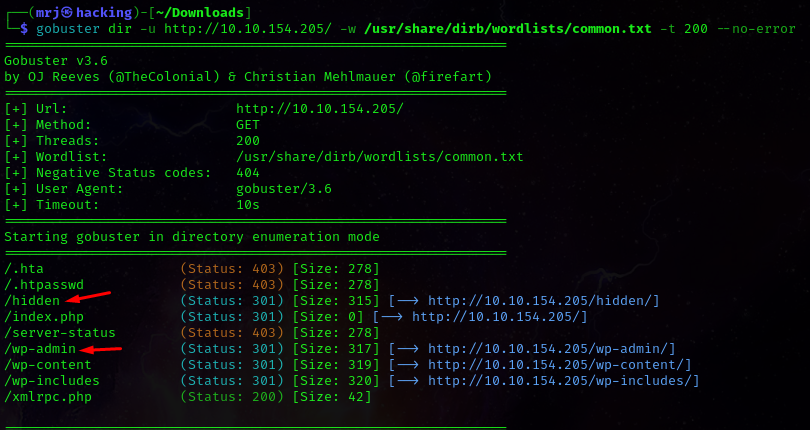 ┌──(mrj㉿hacking)-[~/Downloads]
└─$ gobuster dir -u http://10.10.154.205/ -w /usr/share/dirb/wordlists/common.txt -t 200 --no-error
===============================================================
Gobuster v3.6
by OJ Reeves (@TheColonial) & Christian Mehlmauer (@firefart)
===============================================================
[+] Url: http://10.10.154.205/
[+] Method: GET
[+] Threads: 200
[+] Wordlist: /usr/share/dirb/wordlists/common.txt
[+] Negative Status codes: 404
[+] User Agent: gobuster/3.6
[+] Timeout: 10s
===============================================================
Starting gobuster in directory enumeration mode
===============================================================
/.hta (Status: 403) [Size: 278]
/.htpasswd (Status: 403) [Size: 278]
/hidden (Status: 301) [Size: 315] [--> http://10.10.154.205/hidden/]
/index.php (Status: 301) [Size: 0] [--> http://10.10.154.205/]
/server-status (Status: 403) [Size: 278]
/wp-admin (Status: 301) [Size: 317] [--> http://10.10.154.205/wp-admin/]
/wp-content (Status: 301) [Size: 319] [--> http://10.10.154.205/wp-content/]
/wp-includes (Status: 301) [Size: 320] [--> http://10.10.154.205/wp-includes/]
/xmlrpc.php (Status: 200) [Size: 42]
===============================================================